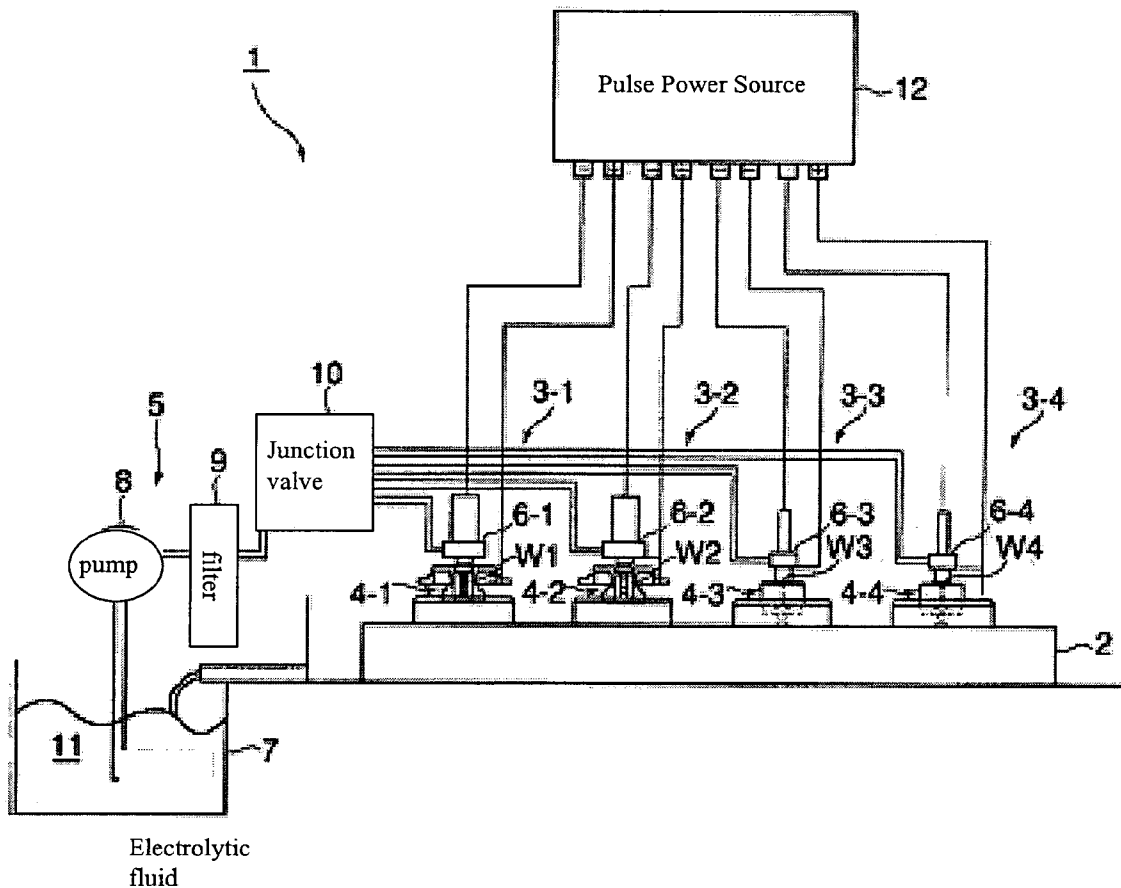 1
Pulse Power Source
12
10
3-1
3-2
3-3
3-4
5
9
Junction
valve
8
6-1
6-2
6-3
6-4
pump
filter
W1
W2
W3
W4
4-1
4-2
4-3
4-4
2
11
7
Electrolytic
fluid